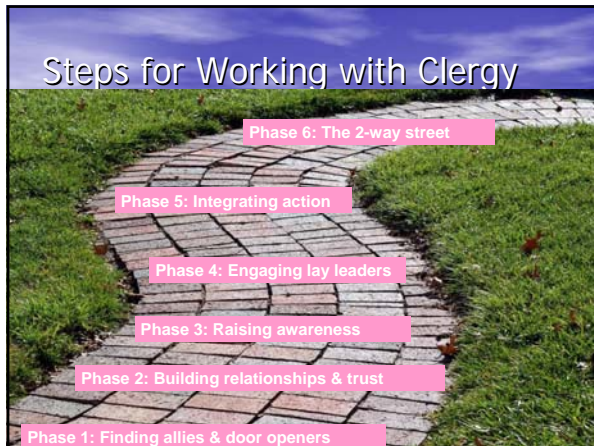 Steps for Working with Clergy
Phase 6: The 2-way street
Phase 5: Integrating action
Phase 4: Engaging lay leaders
Phase 3: Raising awareness
Phase 2: Building relationships & trust
Phase 1: Finding allies & door openers